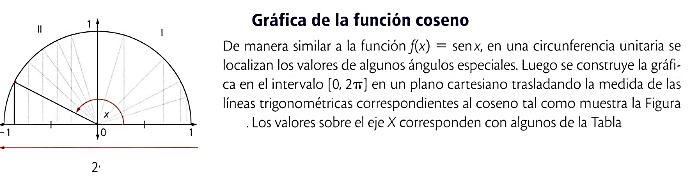 Gráfica de la función coseno
De manera similar a la función f(x) = sen x, en una circunferencia unitaria se
localizan los valores de algunos ángulos especiales. Luego se construye la gráfi-
ca en el intervalo [0, 2π] en un plano cartesiano trasladando la medida de las
líneas trigonométricas correspondientes al coseno tal como muestra la Figura
. Los valores sobre el eje X corresponden con algunos de la Tabla
II
1
I
x
-1
0
1
2